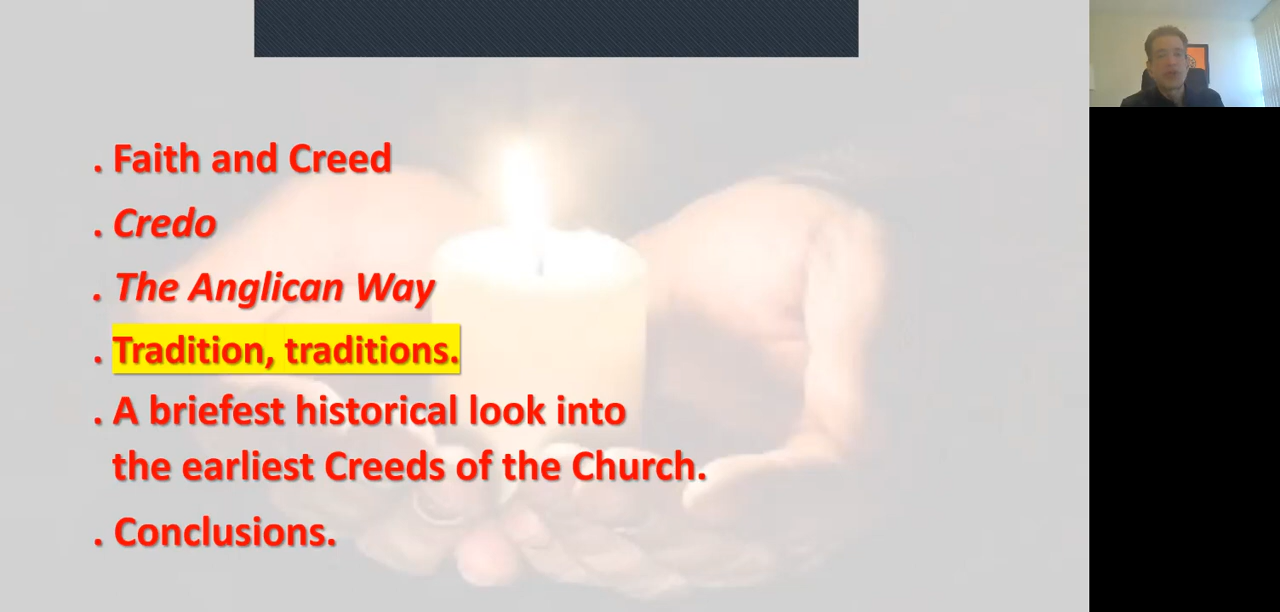 . Faith and Creed
. Credo
. The Anglican Way
. Tradition, traditions.
. A briefest historical look into
the earliest Creeds of the Church.
. Conclusions.